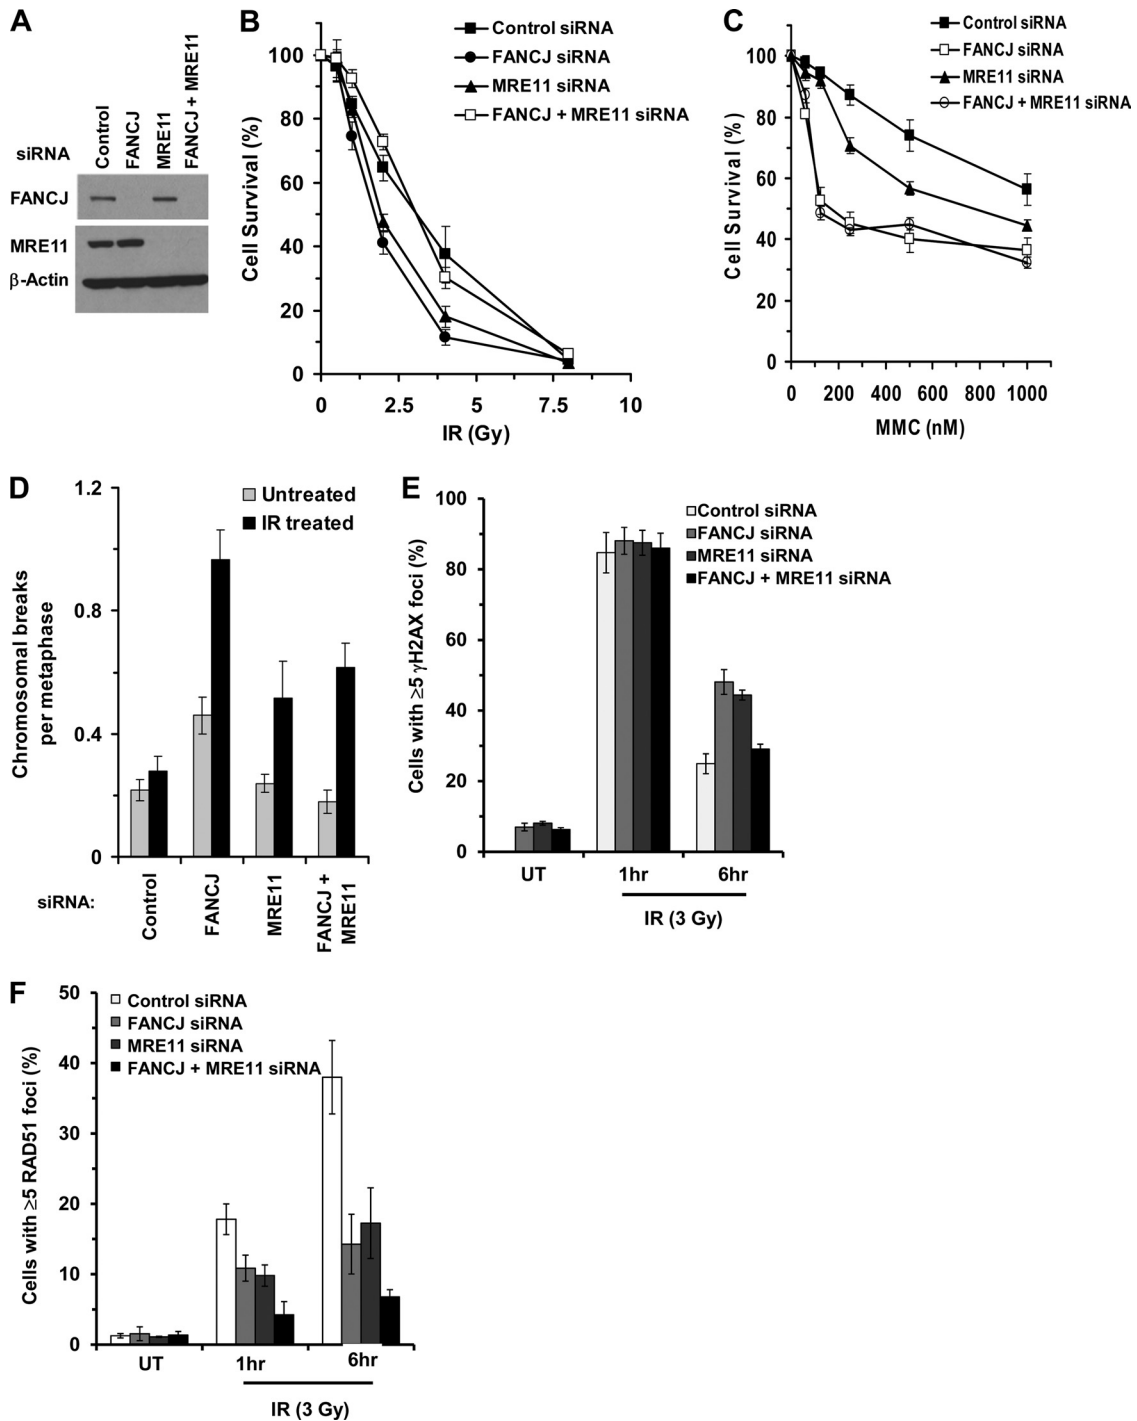 A
siRNA
Control
FANCJ
MRE11
FANCJ + MRE11
FANCJ
MRE11
β-Actin
B
Control siRNA
FANCJ siRNA
MRE11 siRNA
FANCJ + MRE11 siRNA
Cell Survival (%)
100
80
60
40
20
0
0 2.5 5 7.5 10
IR (Gy)
C
Control siRNA
FANCJ siRNA
MRE11 siRNA
FANCJ + MRE11 siRNA
Cell Survival (%)
100
80
60
40
20
0
0 200 400 600 800 1000
MMC (nM)
D
Untreated
IR treated
Chromosomal breaks
per metaphase
1.2
0.8
0.4
0
siRNA:
Control
FANCJ
MRE11
FANCJ +
MRE11
E
Control siRNA
FANCJ siRNA
MRE11 siRNA
FANCJ + MRE11 siRNA
Cells with ≥5 γH2AX foci (%)
100
80
60
40
20
0
UT 1hr 6hr
IR (3 Gy)
F
Control siRNA
FANCJ siRNA
MRE11 siRNA
FANCJ + MRE11 siRNA
Cells with ≥5 RAD51 foci (%)
50
40
30
20
10
0
UT 1hr 6hr
IR (3 Gy)